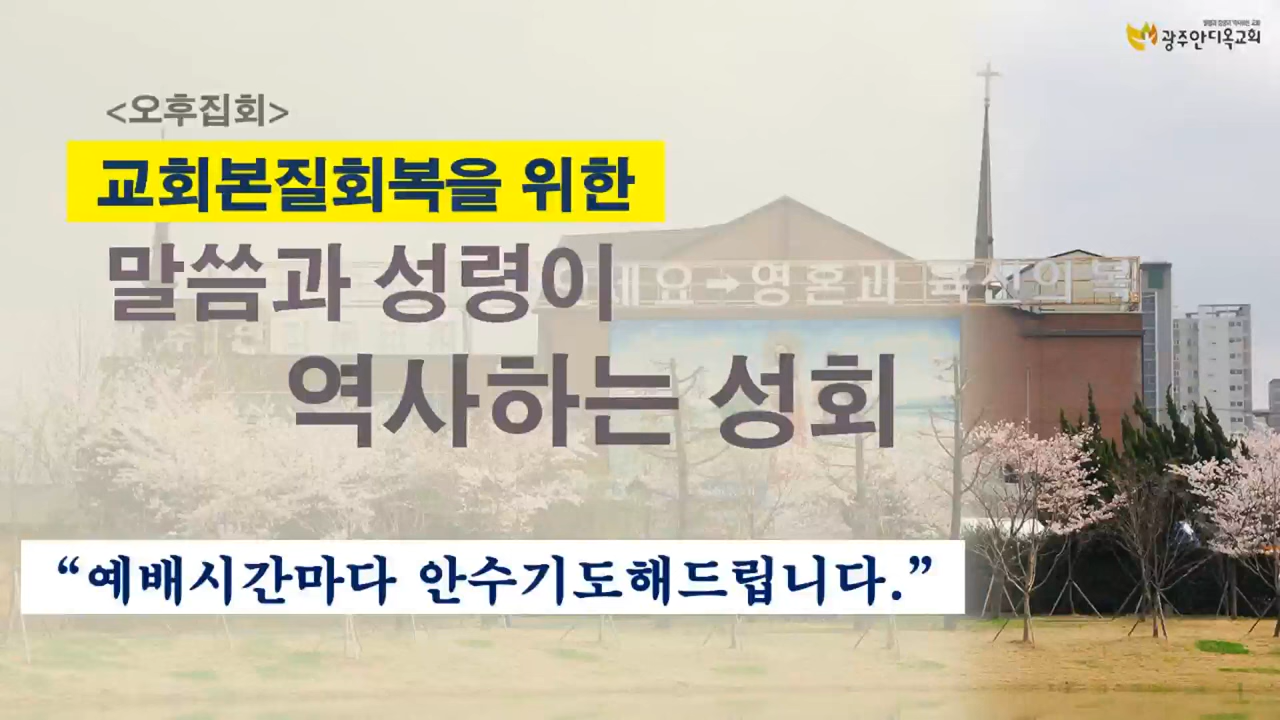 광주안디옥교회
<오후집회>
교회본질회복을 위한
말씀과 성령이
역사하는 성회
“예배시간마다 안수기도해드립니다.”